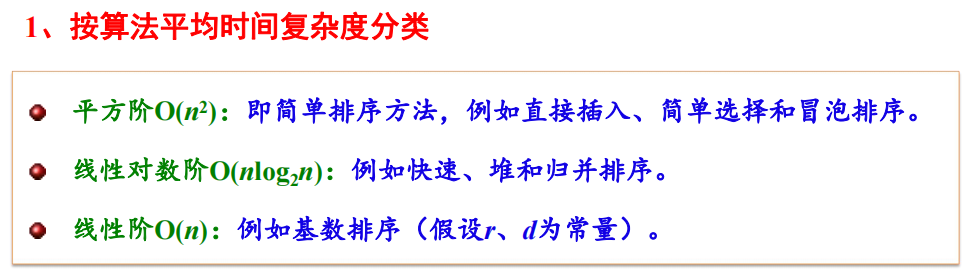 1、按算法平均时间复杂度分类
平方阶O(n²)：即简单排序方法，例如直接插入、简单选择和冒泡排序。
线性对数阶O(nlog₂n)：例如快速、堆和归并排序。
线性阶O(n)：例如基数排序（假设r、d为常量）。